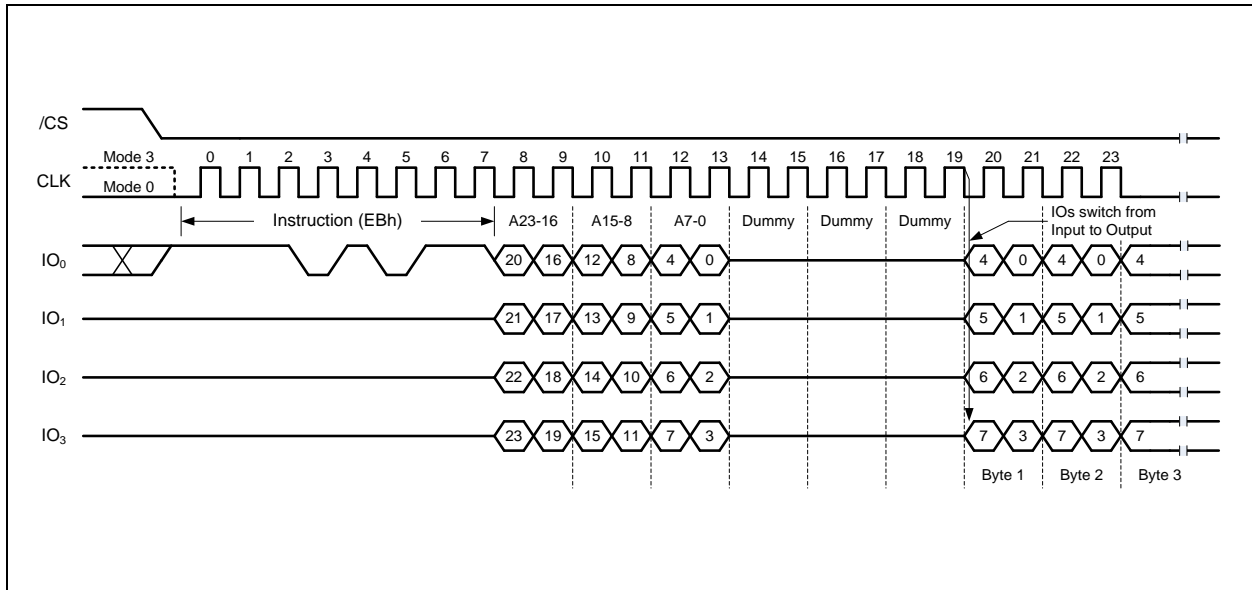 /CS
Mode 3 0 1 2 3 4 5 6 7 8 9 10 11 12 13 14 15 16 17 18 19 20 21 22 23
CLK
Mode 0
Instruction (EBh) A23-16 A15-8 A7-0 Dummy Dummy Dummy
IOs switch from
Input to Output
IO₀ 20 16 12 8 4 0 4 0 4 0 4
IO₁ 21 17 13 9 5 1 5 1 5 1 5
IO₂ 22 18 14 10 6 2 6 2 6 2 6
IO₃ 23 19 15 11 7 3 7 3 7 3 7
Byte 1 Byte 2 Byte 3